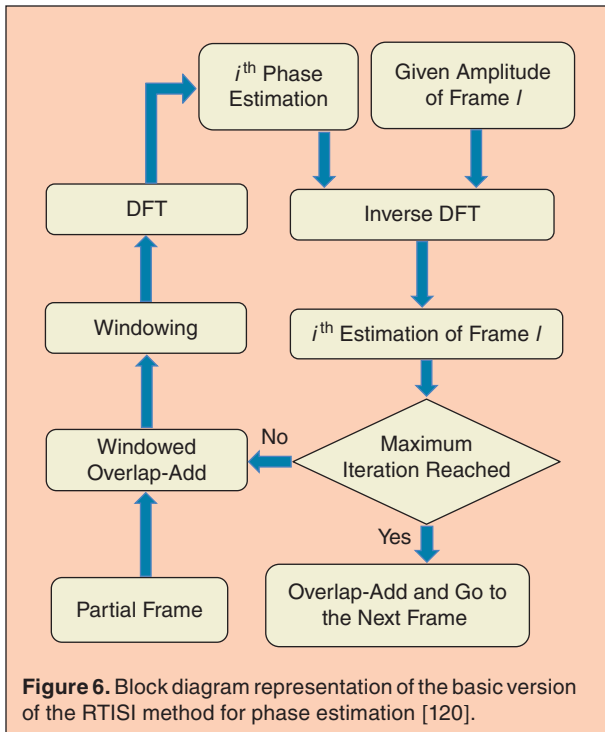 i th Phase
Estimation
Given Amplitude
of Frame l
DFT
Inverse DFT
Windowing
i th Estimation of Frame l
Windowed
Overlap-Add
No
Maximum
Iteration Reached
Yes
Partial Frame
Overlap-Add and Go to
the Next Frame
Figure 6. Block diagram representation of the basic version
of the RTISI method for phase estimation [120].